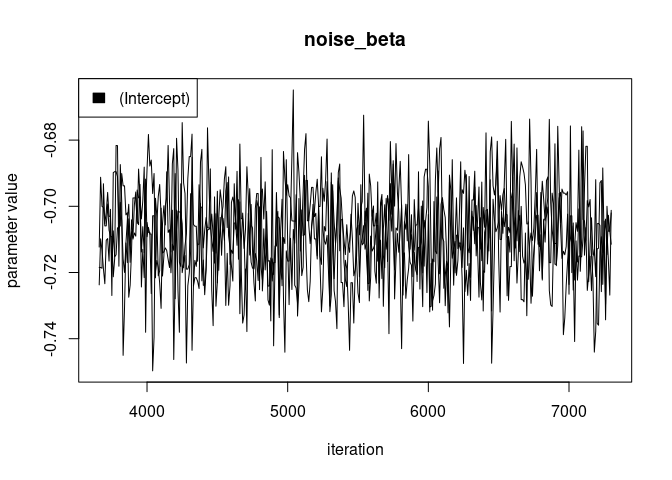 noise_beta
(Intercept)
parameter value
-0.68
-0.70
-0.72
-0.74
4000 5000 6000 7000
iteration